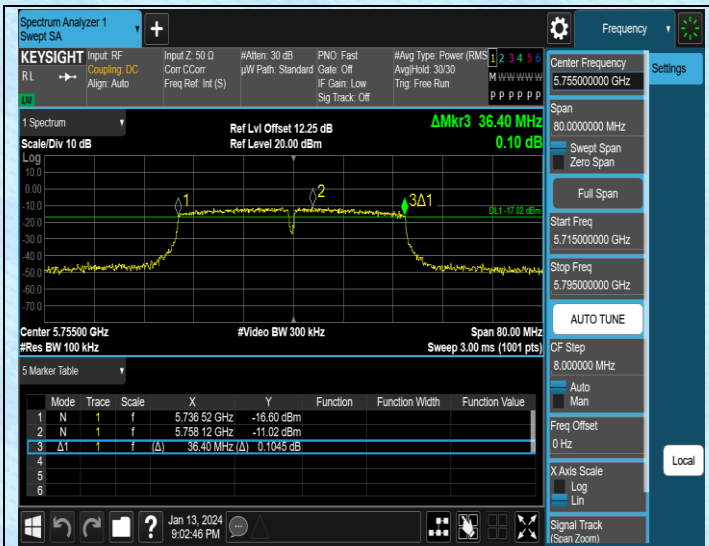 Spectrum Analyzer 1
Swept SA
+
Frequency
KEYSIGHT
RL
LXI
Input: RF
Coupling: DC
Align: Auto
Input Z: 50 Ω
Corr CCorr
Freq Ref: Int (S)
#Atten: 30 dB
µW Path: Standard
PNO: Fast
Gate: Off
IF Gain: Low
Sig Track: Off
#Avg Type: Power (RMS
Avg|Hold: 30/30
Trig: Free Run
1 2 3 4 5 6
M W W W W W
P P P P P P
Center Frequency
5.755000000 GHz
Settings
Span
80.0000000 MHz
Swept Span
Zero Span
Full Span
Start Freq
5.715000000 GHz
Stop Freq
5.795000000 GHz
AUTO TUNE
CF Step
8.000000 MHz
Auto
Man
Freq Offset
0 Hz
X Axis Scale
Log
Lin
Signal Track
(Span Zoom)
Local
1 Spectrum
Scale/Div 10 dB
Ref Lvl Offset 12.25 dB
Ref Level 20.00 dBm
ΔMkr3 36.40 MHz
0.10 dB
Log
10.0
0.00
-10.0
-20.0
-30.0
-40.0
-50.0
-60.0
-70.0
1
2
3Δ1
DL1 -17.02 dBm
Center 5.75500 GHz
#Res BW 100 kHz
#Video BW 300 kHz
Span 80.00 MHz
Sweep 3.00 ms (1001 pts)
5 Marker Table
Mode Trace Scale X Y Function Function Width Function Value
1 N 1 f 5.736 52 GHz -16.60 dBm
2 N 1 f 5.758 12 GHz -11.02 dBm
3 Δ1 1 f (Δ) 36.40 MHz (Δ) 0.1045 dB
4
5
6
?
Jan 13, 2024
9:02:46 PM